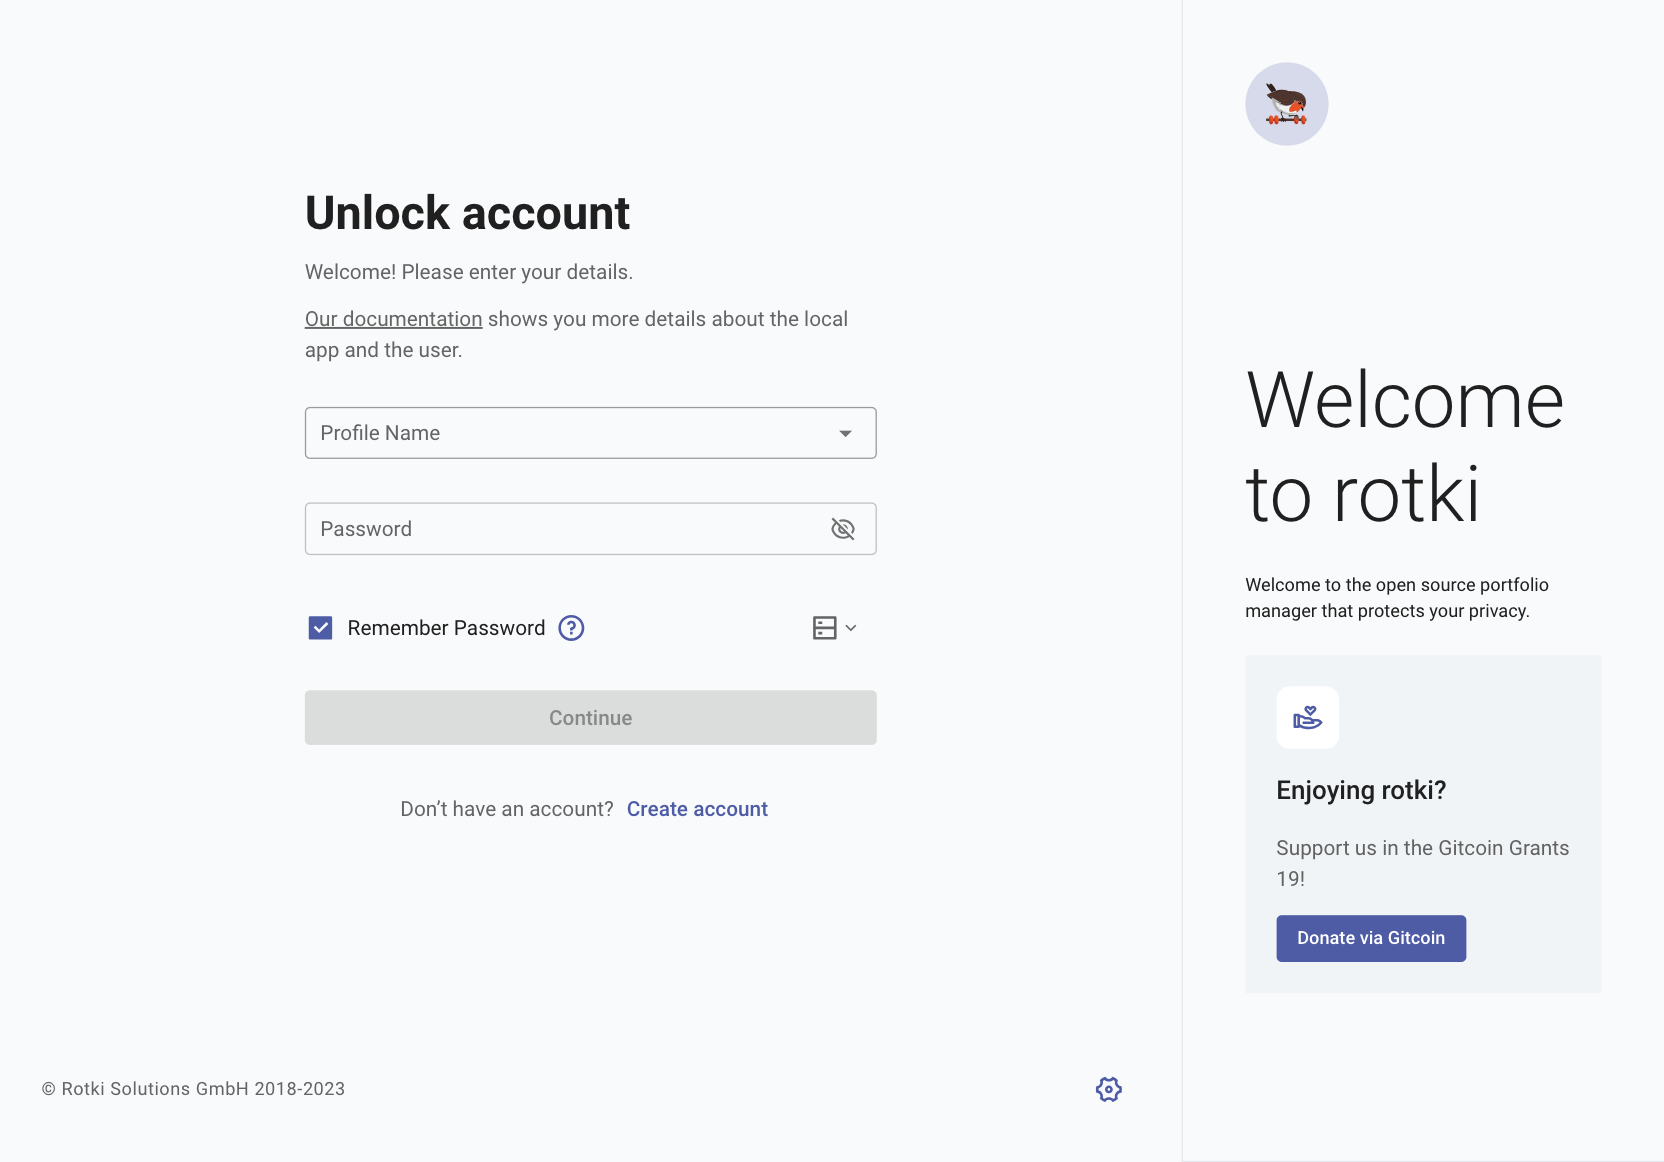 Unlock account
Welcome! Please enter your details.
Our documentation shows you more details about the local
app and the user.
Profile Name
Password
Remember Password
Continue
Don’t have an account? Create account
© Rotki Solutions GmbH 2018-2023
Welcome
to rotki
Welcome to the open source portfolio
manager that protects your privacy.
Enjoying rotki?
Support us in the Gitcoin Grants
19!
Donate via Gitcoin